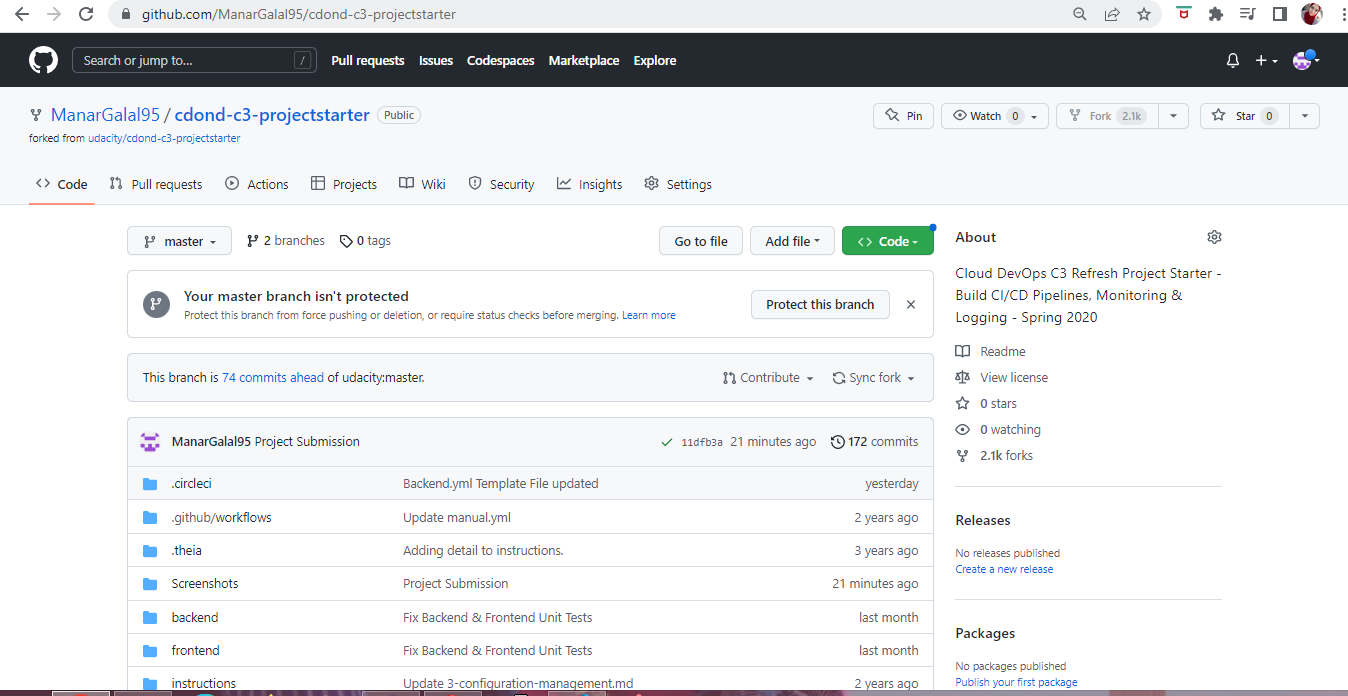 github.com/ManarGalal95/cdond-c3-projectstarter
Search or jump to... / Pull requests Issues Codespaces Marketplace Explore
ManarGalal95 / cdond-c3-projectstarter Public
forked from udacity/cdond-c3-projectstarter
Pin Watch 0 Fork 2.1k Star 0
Code Pull requests Actions Projects Wiki Security Insights Settings
master 2 branches 0 tags Go to file Add file Code
Your master branch isn't protected
Protect this branch from force pushing or deletion, or require status checks before merging. Learn more
Protect this branch
This branch is 74 commits ahead of udacity:master. Contribute Sync fork
ManarGalal95 Project Submission 11dfb3a 21 minutes ago 172 commits
.circleci Backend.yml Template File updated yesterday
.github/workflows Update manual.yml 2 years ago
.theia Adding detail to instructions. 3 years ago
Screenshots Project Submission 21 minutes ago
backend Fix Backend & Frontend Unit Tests last month
frontend Fix Backend & Frontend Unit Tests last month
instructions Update 3-configuration-management.md 2 years ago
About
Cloud DevOps C3 Refresh Project Starter -
Build CI/CD Pipelines, Monitoring &
Logging - Spring 2020
Readme
View license
0 stars
0 watching
2.1k forks
Releases
No releases published
Create a new release
Packages
No packages published
Publish your first package